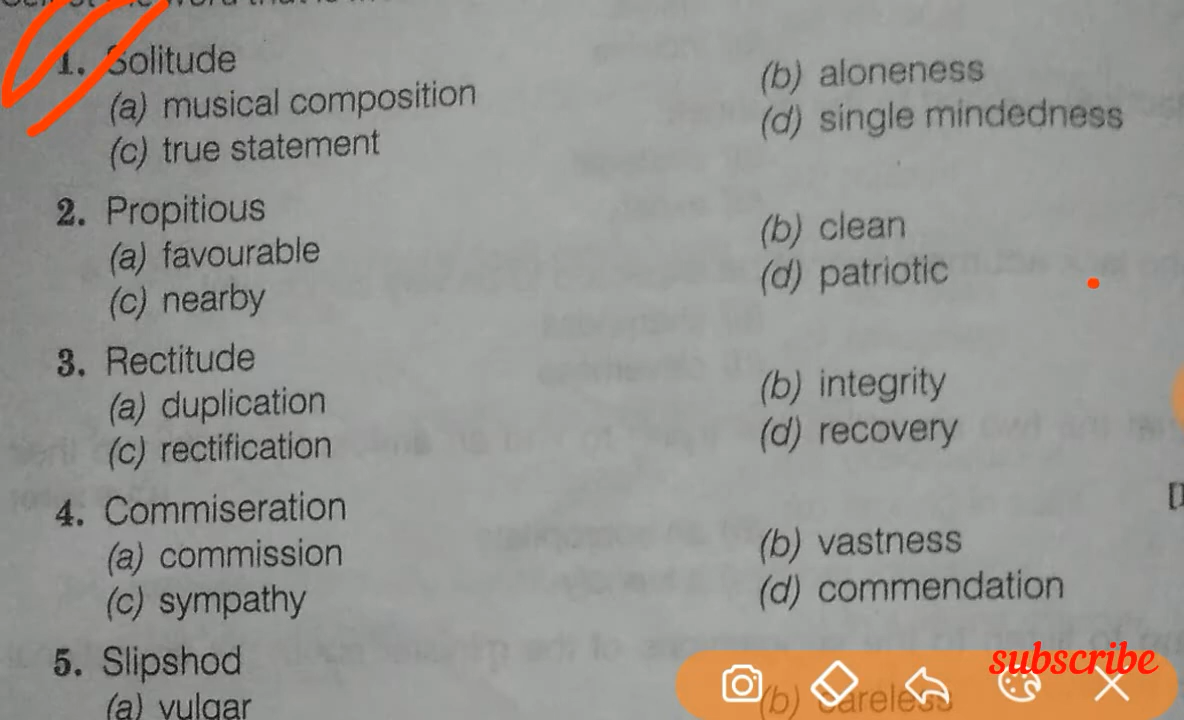 1. Solitude
(a) musical composition (b) aloneness
(c) true statement (d) single mindedness
2. Propitious
(a) favourable (b) clean
(c) nearby (d) patriotic
3. Rectitude
(a) duplication (b) integrity
(c) rectification (d) recovery
4. Commiseration
(a) commission (b) vastness
(c) sympathy (d) commendation
5. Slipshod
subscribe
(a) vulgar (b) careless